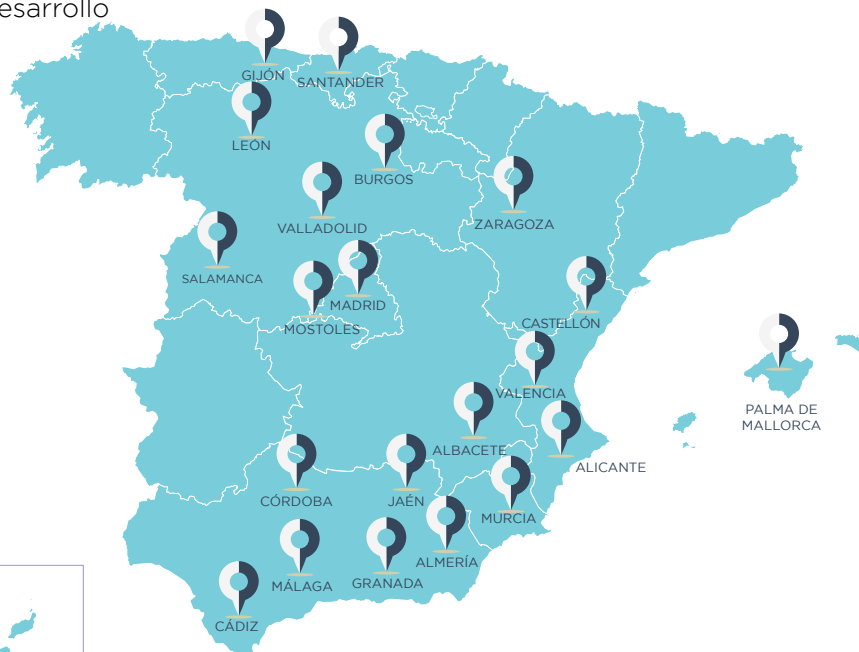 esarrollo
GIJÓN
SANTANDER
LEÓN
BURGOS
ZARAGOZA
VALLADOLID
SALAMANCA
MADRID
MOSTOLES
CASTELLÓN
VALENCIA
PALMA DE
MALLORCA
ALBACETE
ALICANTE
CÓRDOBA
JAÉN
MURCIA
ALMERÍA
MÁLAGA
GRANADA
CÁDIZ